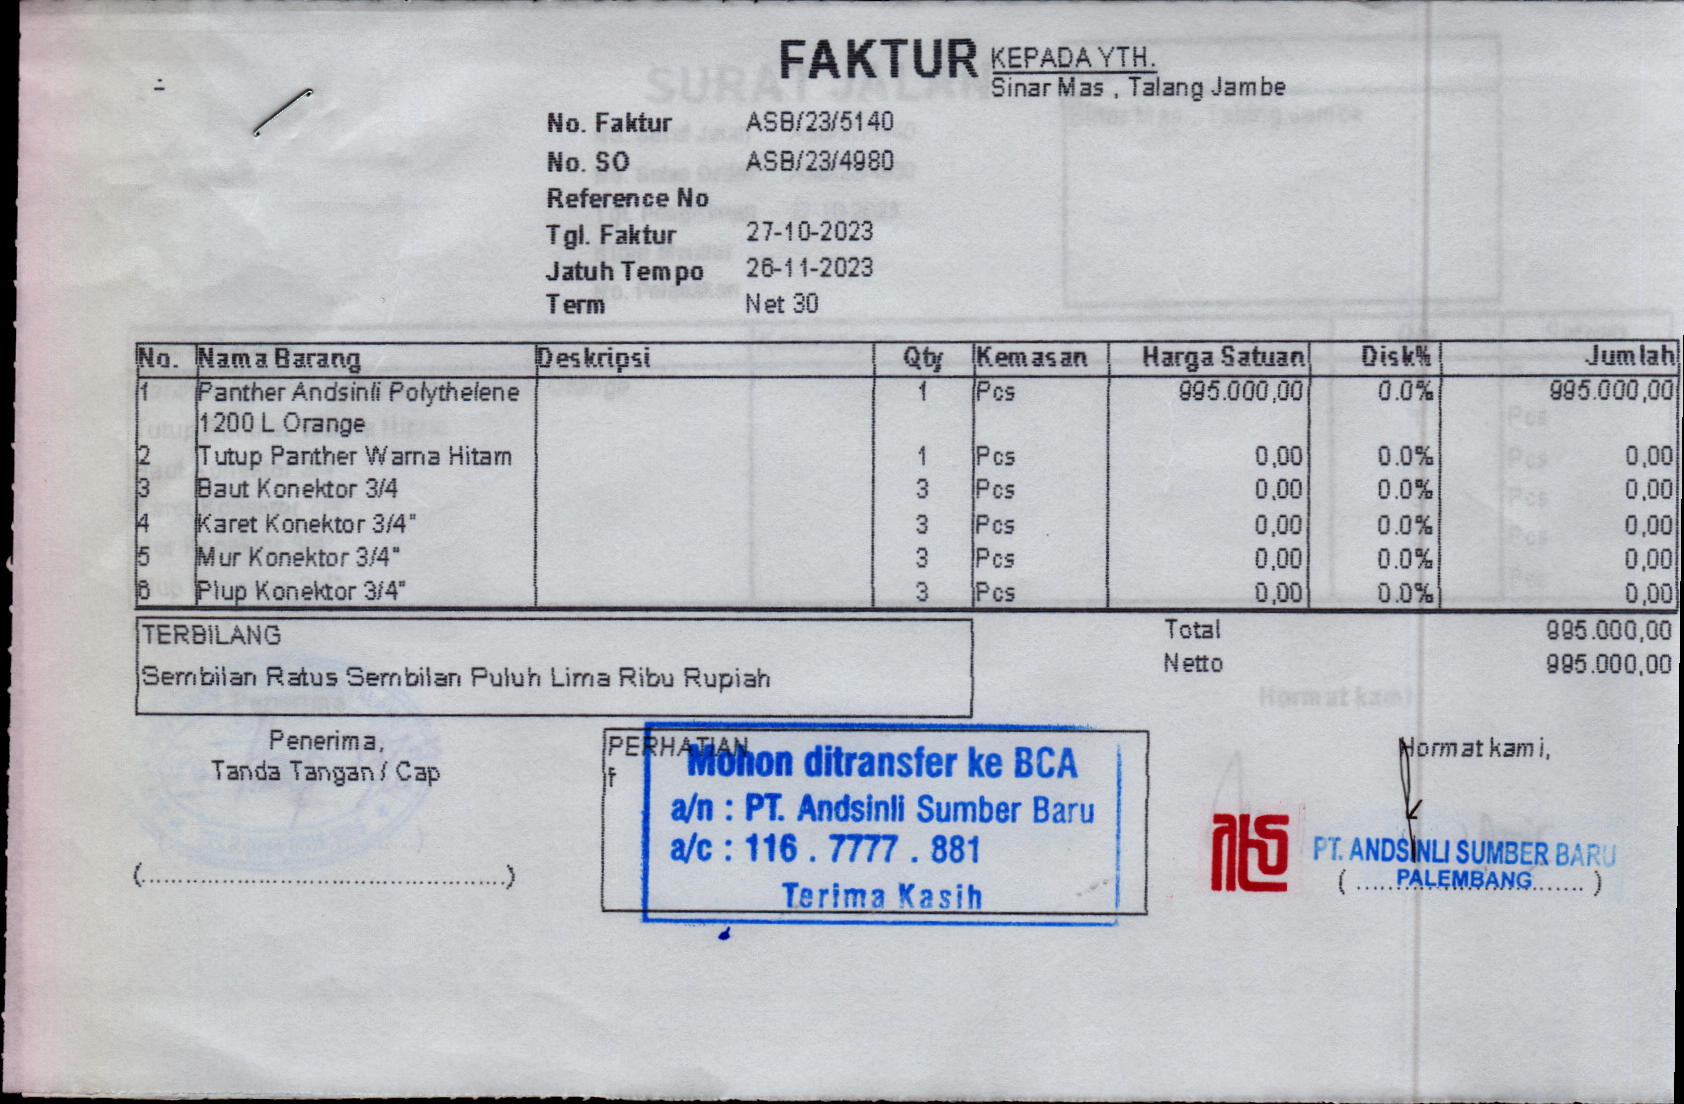 FAKTUR
KEPADA YTH.
Sinar Mas , Talang Jambe
No. Faktur ASB/23/5140
No. SO ASB/23/4980
Reference No
Tgl. Faktur 27-10-2023
Jatuh Tempo 26-11-2023
Term Net 30
No. Nama Barang Deskripsi Qty Kemasan Harga Satuan Disk% Jumlah
1 Panther Andsinli Polythelene 1 Pcs 995.000,00 0.0% 995.000,00
1200 L Orange
2 Tutup Panther Warna Hitam 1 Pcs 0,00 0.0% 0,00
3 Baut Konektor 3/4 3 Pcs 0,00 0.0% 0,00
4 Karet Konektor 3/4" 3 Pcs 0,00 0.0% 0,00
5 Mur Konektor 3/4" 3 Pcs 0,00 0.0% 0,00
6 Plup Konektor 3/4" 3 Pcs 0,00 0.0% 0,00
TERBILANG
Sembilan Ratus Sembilan Puluh Lima Ribu Rupiah
Total 995.000,00
Netto 995.000,00
Penerima,
Tanda Tangan / Cap
(................................................)
PERHATIAN
f
Mohon ditransfer ke BCA
a/n : PT. Andsinli Sumber Baru
a/c : 116 . 7777 . 881
Terima Kasih
Hormat kami,
PT. ANDSINLI SUMBER BARU
PALEMBANG